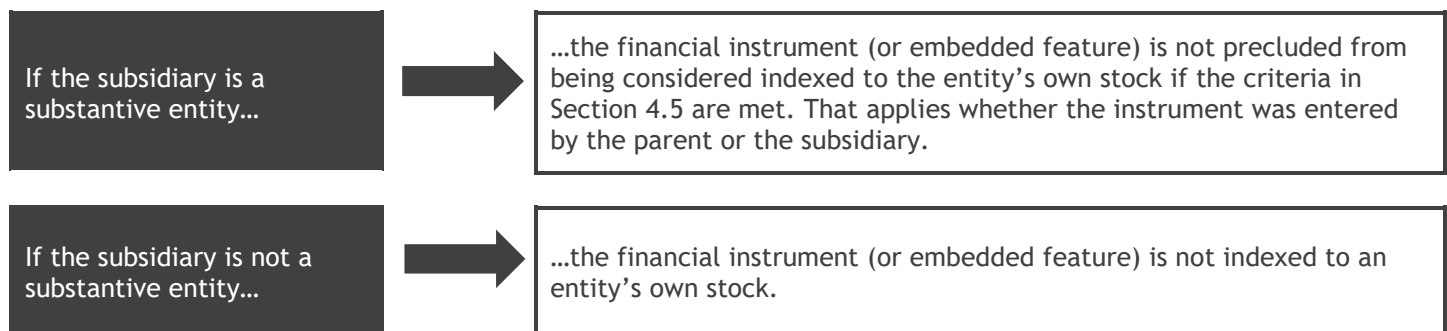 If the subsidiary is a
substantive entity…
…the financial instrument (or embedded feature) is not precluded from
being considered indexed to the entity’s own stock if the criteria in
Section 4.5 are met. That applies whether the instrument was entered
by the parent or the subsidiary.
If the subsidiary is not a
substantive entity…
…the financial instrument (or embedded feature) is not indexed to an
entity’s own stock.